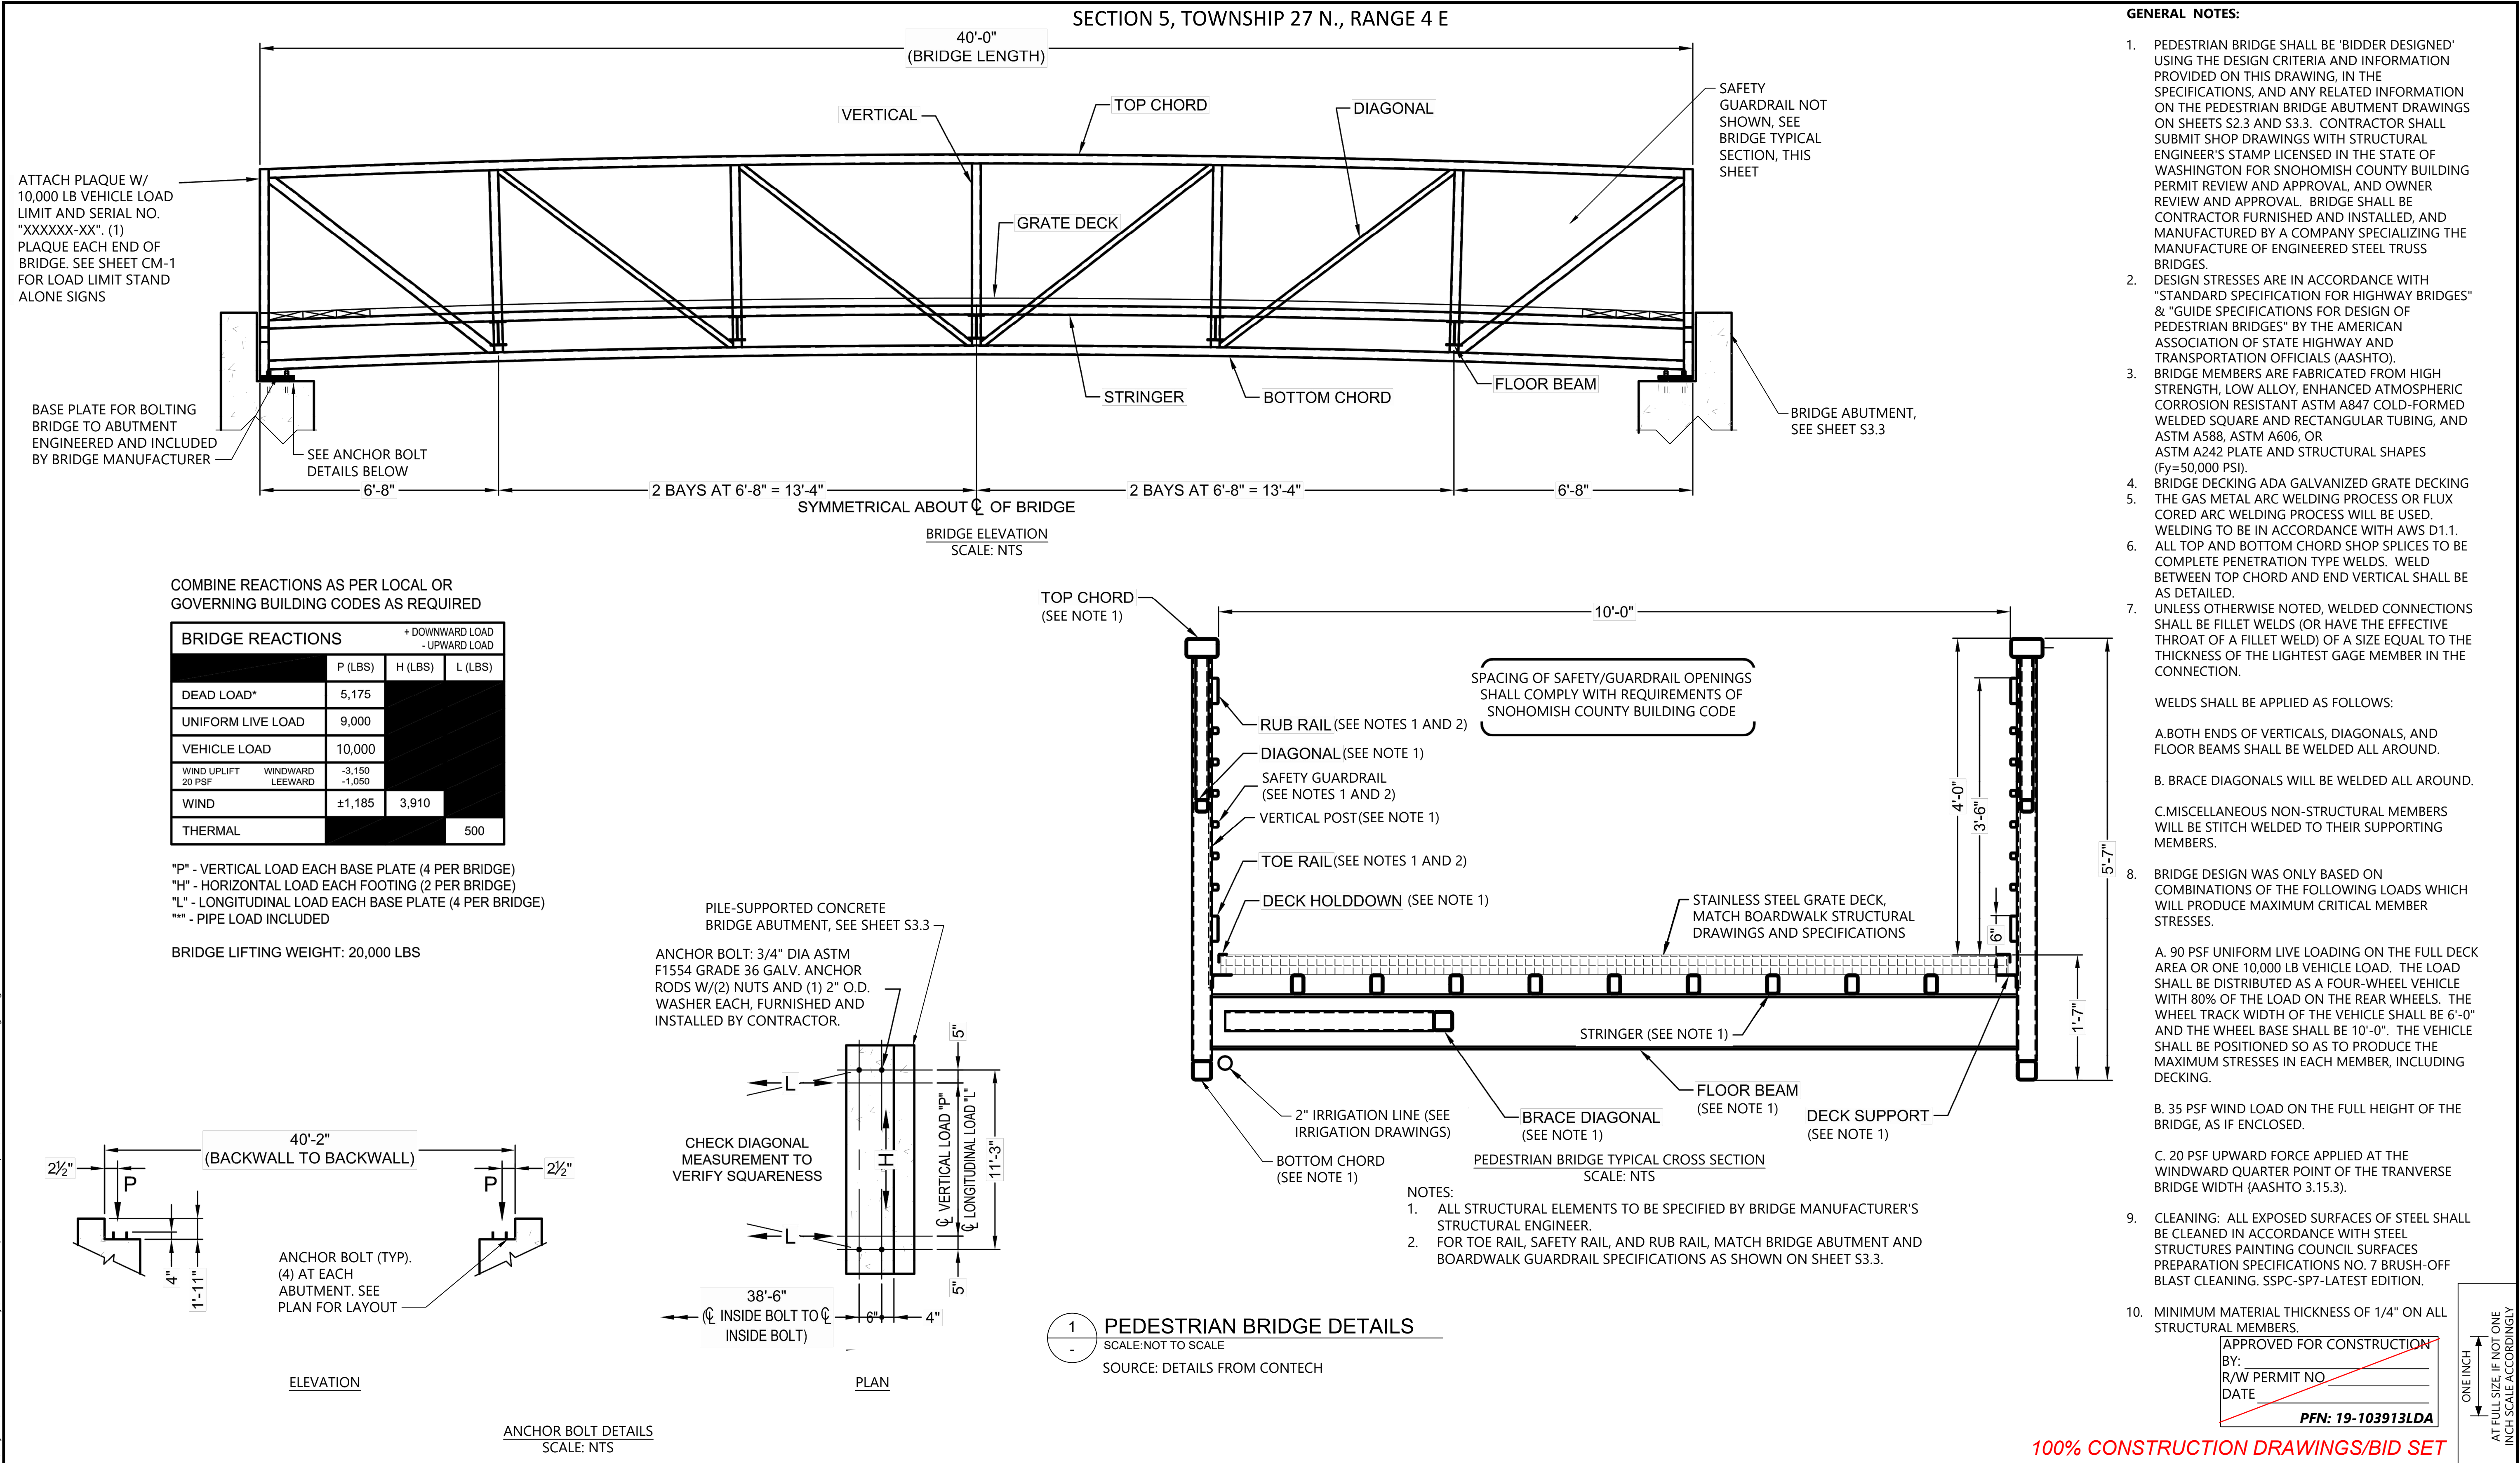 SECTION 5, TOWNSHIP 27 N., RANGE 4 E
40'-0"
(BRIDGE LENGTH)
VERTICAL
TOP CHORD
DIAGONAL
SAFETY
GUARDRAIL NOT
SHOWN, SEE
BRIDGE TYPICAL
SECTION, THIS
SHEET
ATTACH PLAQUE W/
10,000 LB VEHICLE LOAD
LIMIT AND SERIAL NO.
"XXXXXX-XX". (1)
PLAQUE EACH END OF
BRIDGE. SEE SHEET CM-1
FOR LOAD LIMIT STAND
ALONE SIGNS
GRATE DECK
BASE PLATE FOR BOLTING
BRIDGE TO ABUTMENT
ENGINEERED AND INCLUDED
BY BRIDGE MANUFACTURER
SEE ANCHOR BOLT
DETAILS BELOW
STRINGER
BOTTOM CHORD
FLOOR BEAM
BRIDGE ABUTMENT,
SEE SHEET S3.3
6'-8"
2 BAYS AT 6'-8" = 13'-4"
2 BAYS AT 6'-8" = 13'-4"
6'-8"
SYMMETRICAL ABOUT ℄ OF BRIDGE
BRIDGE ELEVATION
SCALE: NTS
COMBINE REACTIONS AS PER LOCAL OR
GOVERNING BUILDING CODES AS REQUIRED
BRIDGE REACTIONS
+ DOWNWARD LOAD
- UPWARD LOAD
P (LBS) H (LBS) L (LBS)
DEAD LOAD* 5,175
UNIFORM LIVE LOAD 9,000
VEHICLE LOAD 10,000
WIND UPLIFT WINDWARD -3,150
20 PSF LEEWARD -1,050
WIND ±1,185 3,910
THERMAL 500
"P" - VERTICAL LOAD EACH BASE PLATE (4 PER BRIDGE)
"H" - HORIZONTAL LOAD EACH FOOTING (2 PER BRIDGE)
"L" - LONGITUDINAL LOAD EACH BASE PLATE (4 PER BRIDGE)
"*" - PIPE LOAD INCLUDED
BRIDGE LIFTING WEIGHT: 20,000 LBS
40'-2"
(BACKWALL TO BACKWALL)
2½"
P
P
2½"
4"
1'-11"
ANCHOR BOLT (TYP).
(4) AT EACH
ABUTMENT. SEE
PLAN FOR LAYOUT
ELEVATION
PILE-SUPPORTED CONCRETE
BRIDGE ABUTMENT, SEE SHEET S3.3
ANCHOR BOLT: 3/4" DIA ASTM
F1554 GRADE 36 GALV. ANCHOR
RODS W/(2) NUTS AND (1) 2" O.D.
WASHER EACH, FURNISHED AND
INSTALLED BY CONTRACTOR.
L
CHECK DIAGONAL
MEASUREMENT TO
VERIFY SQUARENESS
L
H
5"
℄ VERTICAL LOAD "P"
℄ LONGITUDINAL LOAD "L"
11'-3"
5"
38'-6"
(℄ INSIDE BOLT TO ℄
INSIDE BOLT)
6"
4"
PLAN
ANCHOR BOLT DETAILS
SCALE: NTS
TOP CHORD
(SEE NOTE 1)
10'-0"
SPACING OF SAFETY/GUARDRAIL OPENINGS
SHALL COMPLY WITH REQUIREMENTS OF
SNOHOMISH COUNTY BUILDING CODE
RUB RAIL (SEE NOTES 1 AND 2)
DIAGONAL (SEE NOTE 1)
SAFETY GUARDRAIL
(SEE NOTES 1 AND 2)
VERTICAL POST (SEE NOTE 1)
TOE RAIL (SEE NOTES 1 AND 2)
DECK HOLDDOWN (SEE NOTE 1)
STAINLESS STEEL GRATE DECK,
MATCH BOARDWALK STRUCTURAL
DRAWINGS AND SPECIFICATIONS
4'-0"
3'-6"
6"
5'-7"
1'-7"
STRINGER (SEE NOTE 1)
FLOOR BEAM
(SEE NOTE 1)
DECK SUPPORT
(SEE NOTE 1)
2" IRRIGATION LINE (SEE
IRRIGATION DRAWINGS)
BRACE DIAGONAL
(SEE NOTE 1)
BOTTOM CHORD
(SEE NOTE 1)
PEDESTRIAN BRIDGE TYPICAL CROSS SECTION
SCALE: NTS
NOTES:
1. ALL STRUCTURAL ELEMENTS TO BE SPECIFIED BY BRIDGE MANUFACTURER'S
STRUCTURAL ENGINEER.
2. FOR TOE RAIL, SAFETY RAIL, AND RUB RAIL, MATCH BRIDGE ABUTMENT AND
BOARDWALK GUARDRAIL SPECIFICATIONS AS SHOWN ON SHEET S3.3.
1
-
PEDESTRIAN BRIDGE DETAILS
SCALE:NOT TO SCALE
SOURCE: DETAILS FROM CONTECH
GENERAL NOTES:
1. PEDESTRIAN BRIDGE SHALL BE 'BIDDER DESIGNED'
USING THE DESIGN CRITERIA AND INFORMATION
PROVIDED ON THIS DRAWING, IN THE
SPECIFICATIONS, AND ANY RELATED INFORMATION
ON THE PEDESTRIAN BRIDGE ABUTMENT DRAWINGS
ON SHEETS S2.3 AND S3.3. CONTRACTOR SHALL
SUBMIT SHOP DRAWINGS WITH STRUCTURAL
ENGINEER'S STAMP LICENSED IN THE STATE OF
WASHINGTON FOR SNOHOMISH COUNTY BUILDING
PERMIT REVIEW AND APPROVAL, AND OWNER
REVIEW AND APPROVAL. BRIDGE SHALL BE
CONTRACTOR FURNISHED AND INSTALLED, AND
MANUFACTURED BY A COMPANY SPECIALIZING THE
MANUFACTURE OF ENGINEERED STEEL TRUSS
BRIDGES.
2. DESIGN STRESSES ARE IN ACCORDANCE WITH
"STANDARD SPECIFICATION FOR HIGHWAY BRIDGES"
& "GUIDE SPECIFICATIONS FOR DESIGN OF
PEDESTRIAN BRIDGES" BY THE AMERICAN
ASSOCIATION OF STATE HIGHWAY AND
TRANSPORTATION OFFICIALS (AASHTO).
3. BRIDGE MEMBERS ARE FABRICATED FROM HIGH
STRENGTH, LOW ALLOY, ENHANCED ATMOSPHERIC
CORROSION RESISTANT ASTM A847 COLD-FORMED
WELDED SQUARE AND RECTANGULAR TUBING, AND
ASTM A588, ASTM A606, OR
ASTM A242 PLATE AND STRUCTURAL SHAPES
(Fy=50,000 PSI).
4. BRIDGE DECKING ADA GALVANIZED GRATE DECKING
5. THE GAS METAL ARC WELDING PROCESS OR FLUX
CORED ARC WELDING PROCESS WILL BE USED.
WELDING TO BE IN ACCORDANCE WITH AWS D1.1.
6. ALL TOP AND BOTTOM CHORD SHOP SPLICES TO BE
COMPLETE PENETRATION TYPE WELDS. WELD
BETWEEN TOP CHORD AND END VERTICAL SHALL BE
AS DETAILED.
7. UNLESS OTHERWISE NOTED, WELDED CONNECTIONS
SHALL BE FILLET WELDS (OR HAVE THE EFFECTIVE
THROAT OF A FILLET WELD) OF A SIZE EQUAL TO THE
THICKNESS OF THE LIGHTEST GAGE MEMBER IN THE
CONNECTION.
WELDS SHALL BE APPLIED AS FOLLOWS:
A.BOTH ENDS OF VERTICALS, DIAGONALS, AND
FLOOR BEAMS SHALL BE WELDED ALL AROUND.
B. BRACE DIAGONALS WILL BE WELDED ALL AROUND.
C.MISCELLANEOUS NON-STRUCTURAL MEMBERS
WILL BE STITCH WELDED TO THEIR SUPPORTING
MEMBERS.
8. BRIDGE DESIGN WAS ONLY BASED ON
COMBINATIONS OF THE FOLLOWING LOADS WHICH
WILL PRODUCE MAXIMUM CRITICAL MEMBER
STRESSES.
A. 90 PSF UNIFORM LIVE LOADING ON THE FULL DECK
AREA OR ONE 10,000 LB VEHICLE LOAD. THE LOAD
SHALL BE DISTRIBUTED AS A FOUR-WHEEL VEHICLE
WITH 80% OF THE LOAD ON THE REAR WHEELS. THE
WHEEL TRACK WIDTH OF THE VEHICLE SHALL BE 6'-0"
AND THE WHEEL BASE SHALL BE 10'-0". THE VEHICLE
SHALL BE POSITIONED SO AS TO PRODUCE THE
MAXIMUM STRESSES IN EACH MEMBER, INCLUDING
DECKING.
B. 35 PSF WIND LOAD ON THE FULL HEIGHT OF THE
BRIDGE, AS IF ENCLOSED.
C. 20 PSF UPWARD FORCE APPLIED AT THE
WINDWARD QUARTER POINT OF THE TRANVERSE
BRIDGE WIDTH (AASHTO 3.15.3).
9. CLEANING: ALL EXPOSED SURFACES OF STEEL SHALL
BE CLEANED IN ACCORDANCE WITH STEEL
STRUCTURES PAINTING COUNCIL SURFACES
PREPARATION SPECIFICATIONS NO. 7 BRUSH-OFF
BLAST CLEANING. SSPC-SP7-LATEST EDITION.
10. MINIMUM MATERIAL THICKNESS OF 1/4" ON ALL
STRUCTURAL MEMBERS.
APPROVED FOR CONSTRUCTION
BY:
R/W PERMIT NO
DATE
PFN: 19-103913LDA
ONE INCH
AT FULL SIZE, IF NOT ONE
INCH SCALE ACCORDINGLY
100% CONSTRUCTION DRAWINGS/BID SET